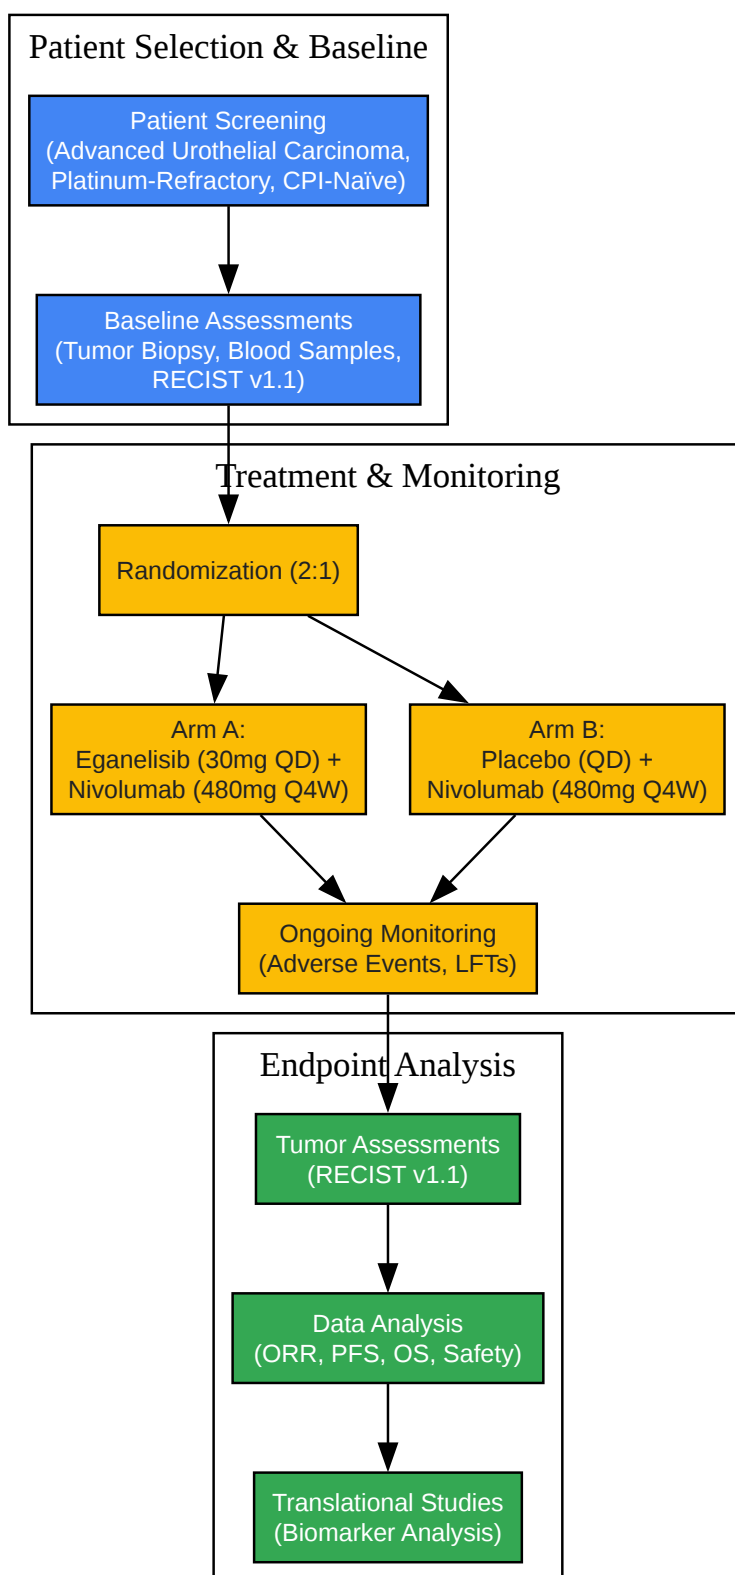 Patient Selection & Baseline
Patient Screening
(Advanced Urothelial Carcinoma,
Platinum-Refractory, CPI-Naïve)
Baseline Assessments
(Tumor Biopsy, Blood Samples,
RECIST v1.1)
Treatment & Monitoring
Randomization (2:1)
Arm A:
Eganelisib (30mg QD) +
Nivolumab (480mg Q4W)
Arm B:
Placebo (QD) +
Nivolumab (480mg Q4W)
Ongoing Monitoring
(Adverse Events, LFTs)
Endpoint Analysis
Tumor Assessments
(RECIST v1.1)
Data Analysis
(ORR, PFS, OS, Safety)
Translational Studies
(Biomarker Analysis)